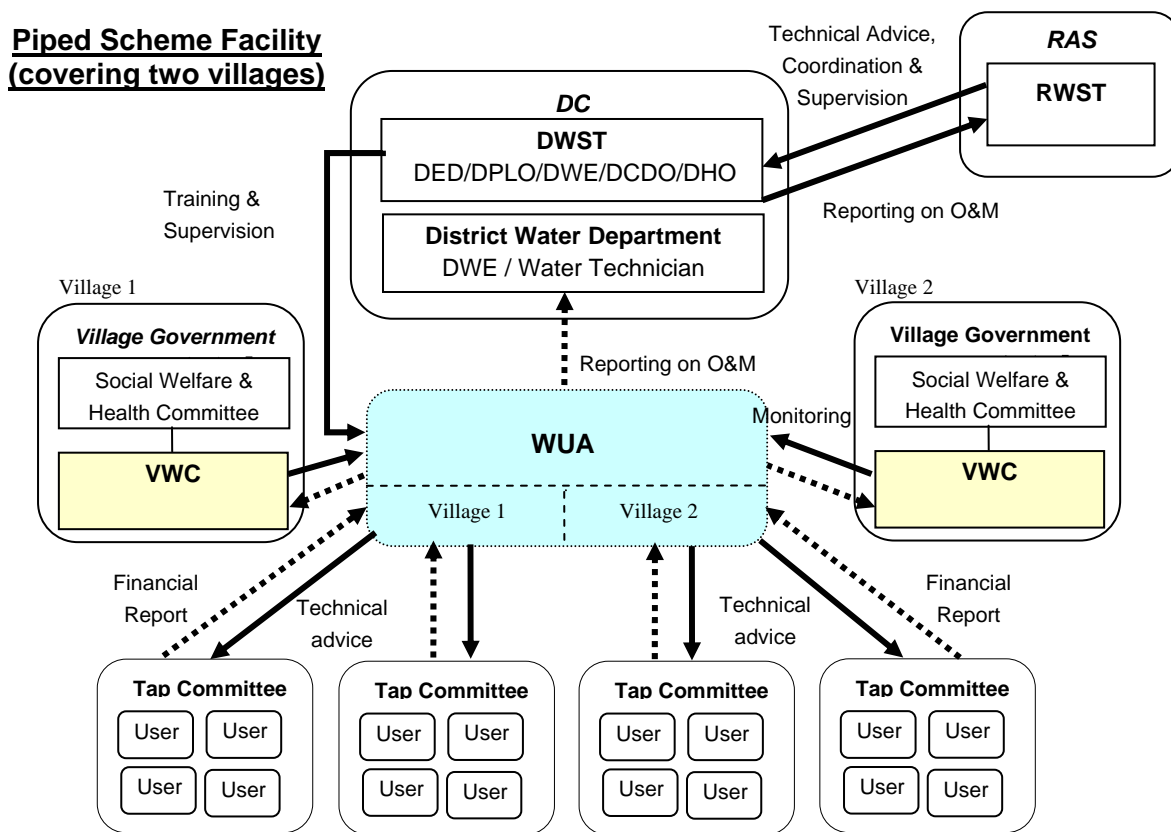 Piped Scheme Facility
(covering two villages)
Technical Advice,
Coordination &
Supervision
RAS
RWST
DC
DWST
DED/DPLO/DWE/DCDO/DHO
Training &
Supervision
Reporting on O&M
District Water Department
DWE / Water Technician
Village 1
Village 2
Village Government
Social Welfare &
Health Committee
VWC
Reporting on O&M
Village Government
Social Welfare &
Health Committee
VWC
Monitoring
WUA
Village 1
Village 2
Financial
Report
Technical
advice
Technical
advice
Financial
Report
Tap Committee
User
User
User
User
Tap Committee
User
User
User
User
Tap Committee
User
User
User
User
Tap Committee
User
User
User
User